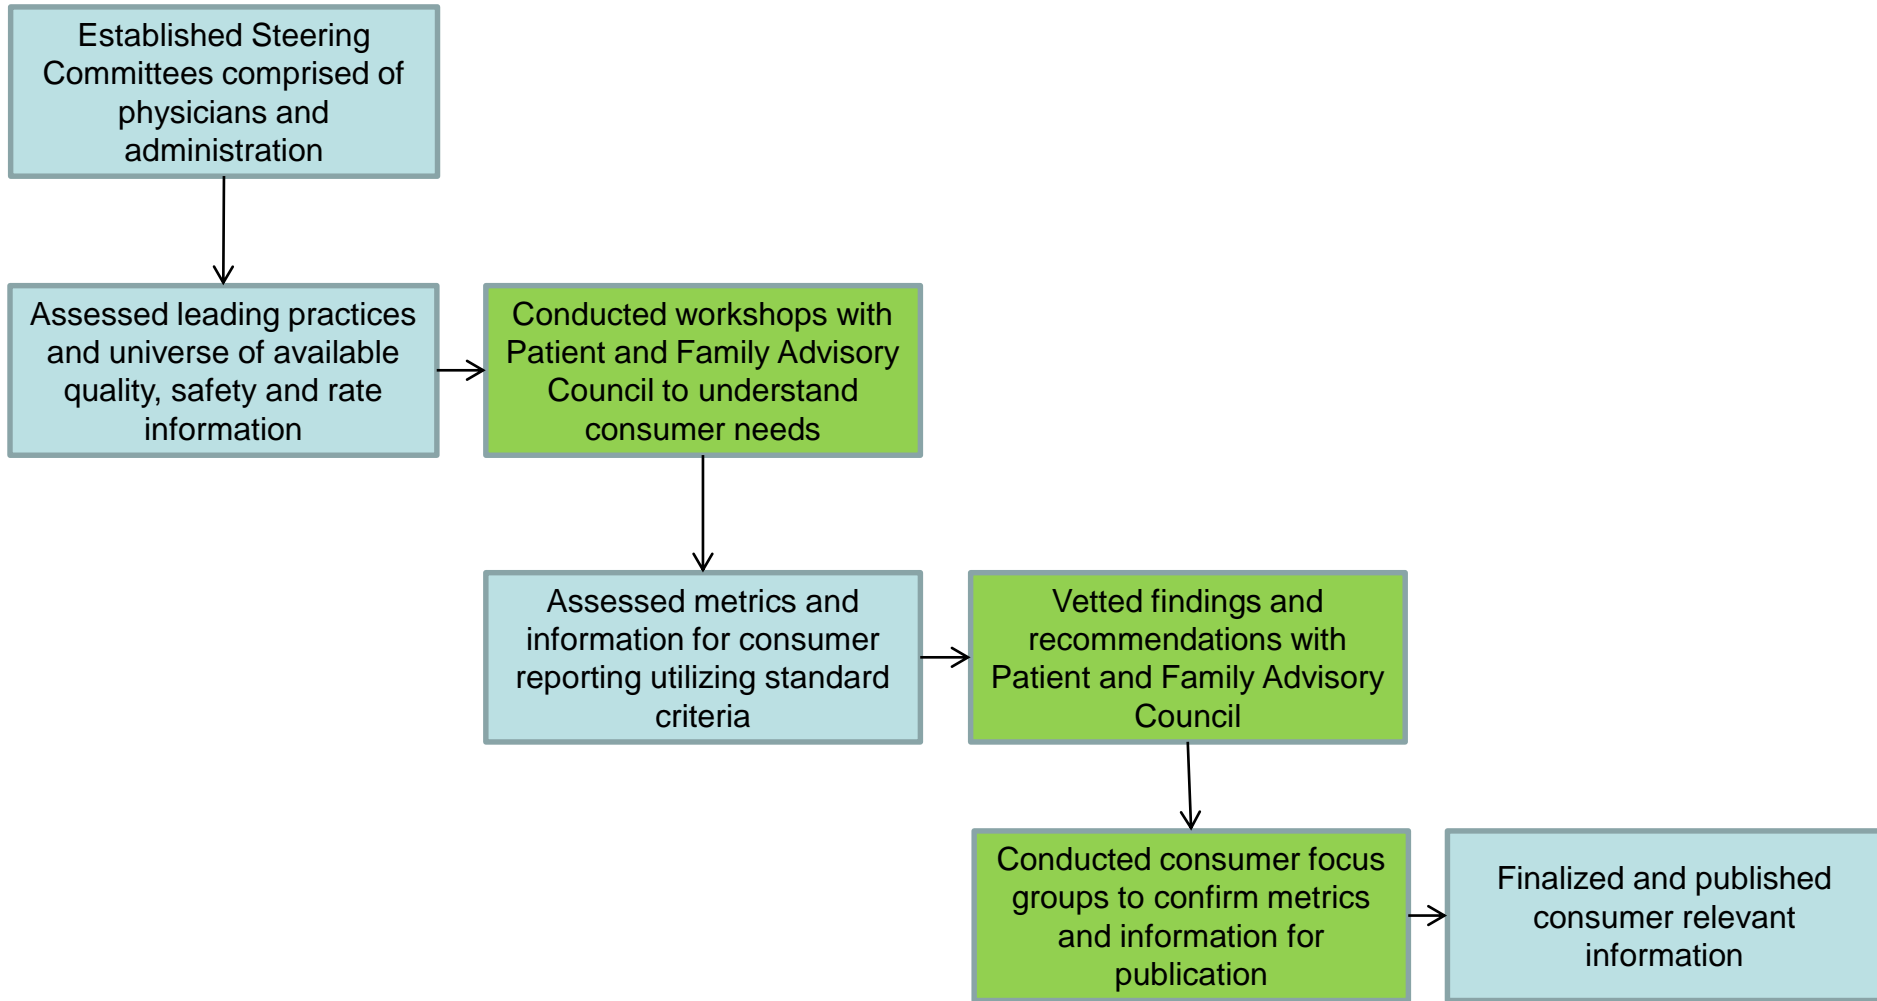 Established Steering
Committees comprised of
physicians and
administration
Assessed leading practices
and universe of available
quality, safety and rate
information
Conducted workshops with
Patient and Family Advisory
Council to understand
consumer needs
Assessed metrics and
information for consumer
reporting utilizing standard
criteria
Vetted findings and
recommendations with
Patient and Family Advisory
Council
Conducted consumer focus
groups to confirm metrics
and information for
publication
Finalized and published
consumer relevant
information